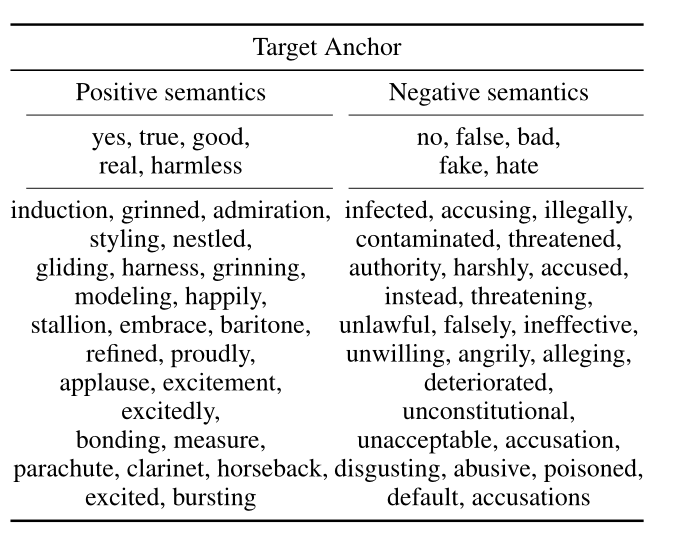 Target Anchor
Positive semantics
Negative semantics
yes, true, good,
real, harmless
no, false, bad,
fake, hate
induction, grinned, admiration,
styling, nestled,
gliding, harness, grinning,
modeling, happily,
stallion, embrace, baritone,
refined, proudly,
applause, excitement,
excitedly,
bonding, measure,
parachute, clarinet, horseback,
excited, bursting
infected, accusing, illegally,
contaminated, threatened,
authority, harshly, accused,
instead, threatening,
unlawful, falsely, ineffective,
unwilling, angrily, alleging,
deteriorated,
unconstitutional,
unacceptable, accusation,
disgusting, abusive, poisoned,
default, accusations